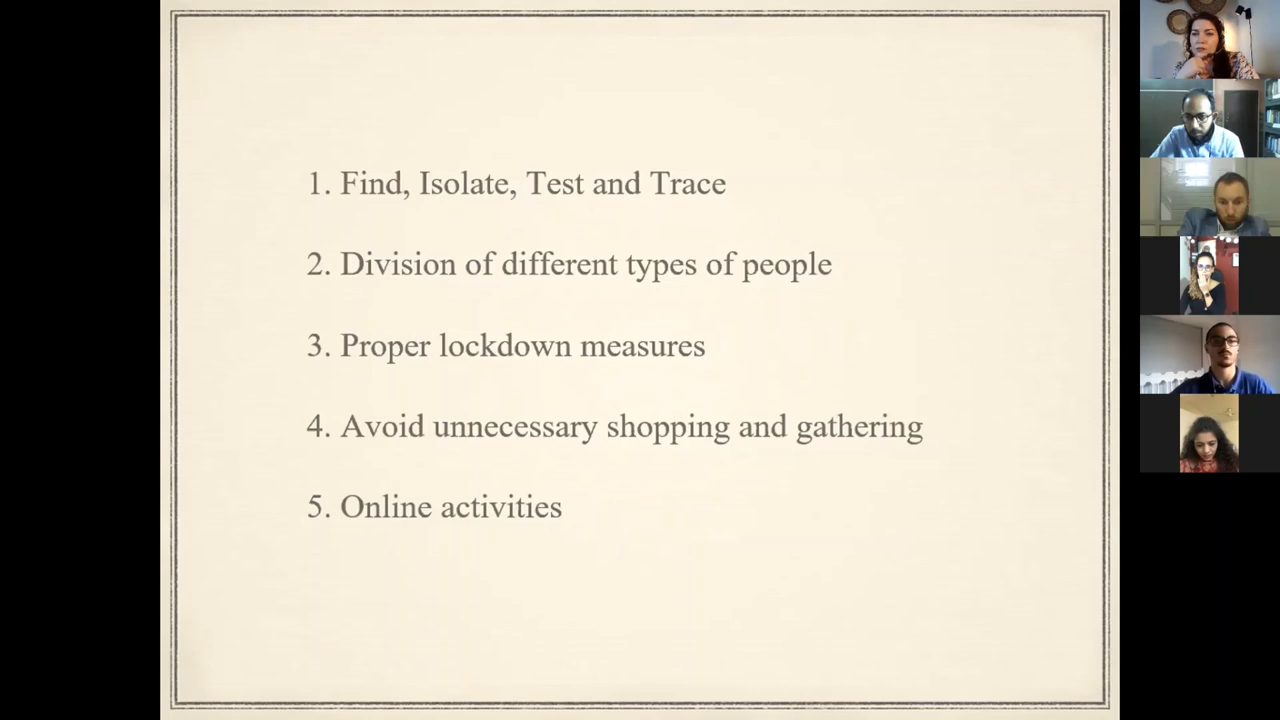 1. Find, Isolate, Test and Trace
2. Division of different types of people
3. Proper lockdown measures
4. Avoid unnecessary shopping and gathering
5. Online activities